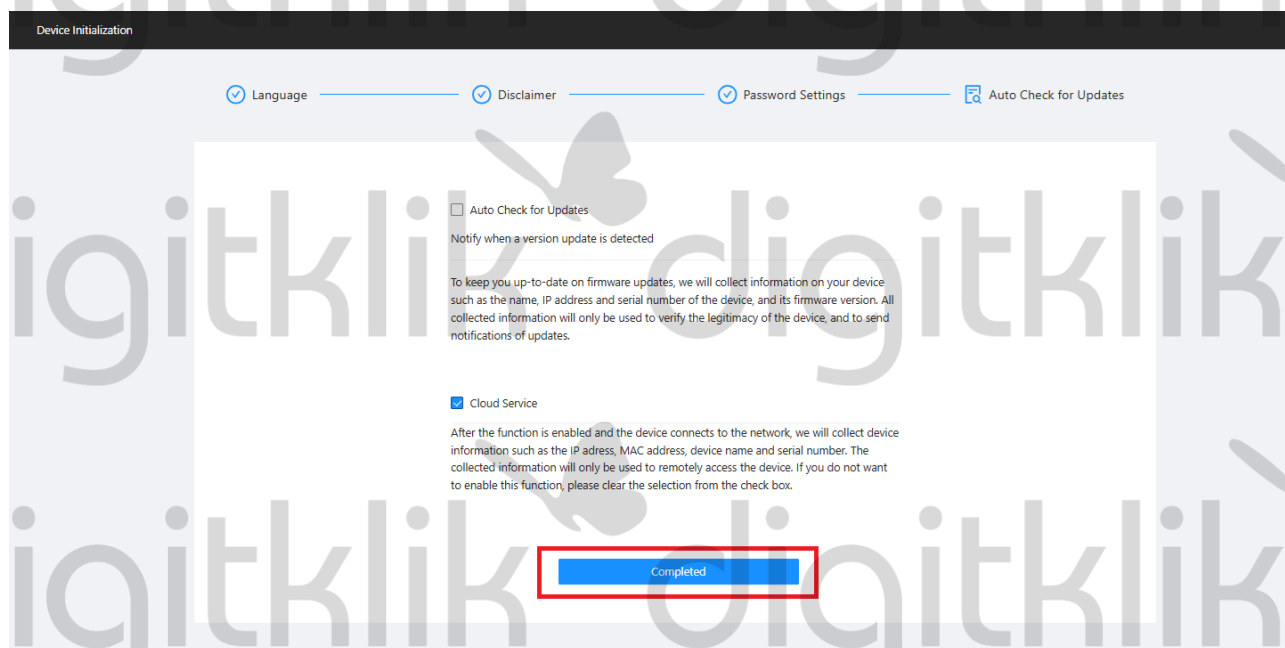 Device Initialization
Language
Disclaimer
Password Settings
Auto Check for Updates
Auto Check for Updates
Notify when a version update is detected
To keep you up-to-date on firmware updates, we will collect information on your device
such as the name, IP address and serial number of the device, and its firmware version. All
collected information will only be used to verify the legitimacy of the device, and to send
notifications of updates.
Cloud Service
After the function is enabled and the device connects to the network, we will collect device
information such as the IP adress, MAC address, device name and serial number. The
collected information will only be used to remotely access the device. If you do not want
to enable this function, please clear the selection from the check box.
Completed
igitklik digitklik
igitklik digitklik